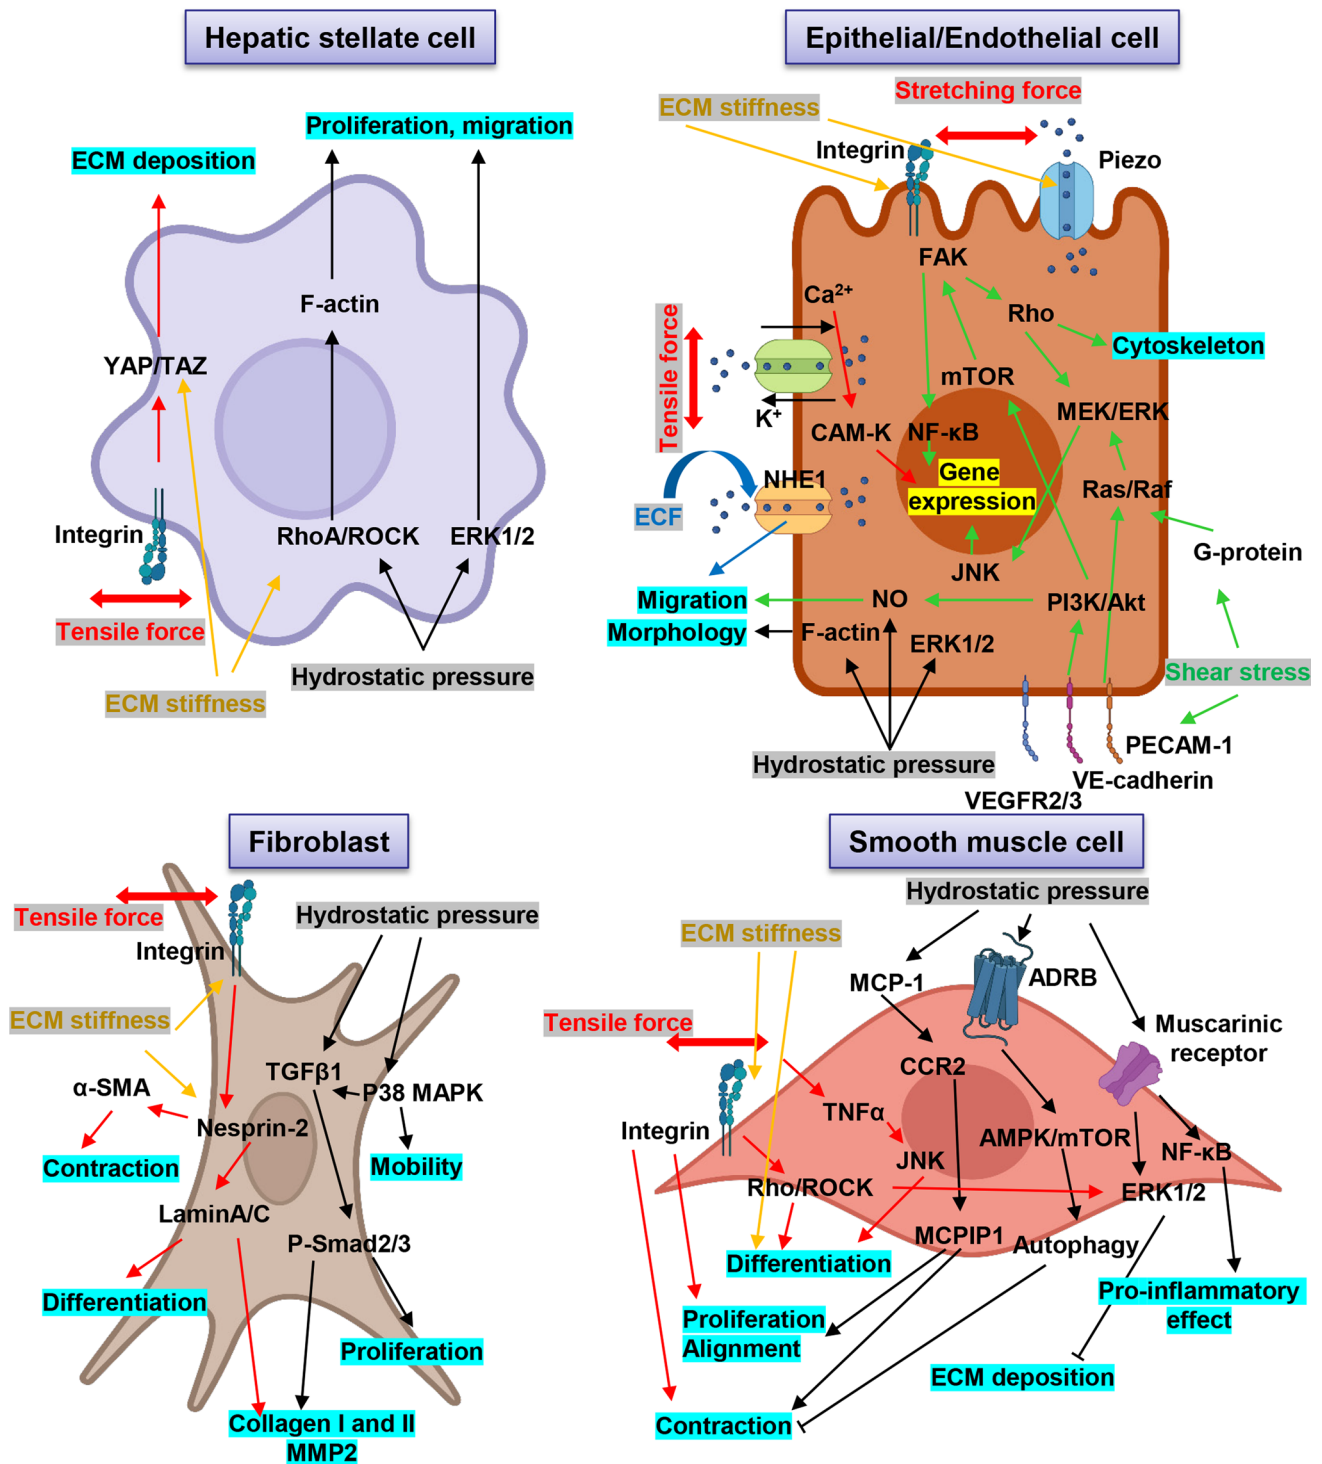 Hepatic stellate cell
Proliferation, migration
ECM deposition
F-actin
YAP/TAZ
Integrin
RhoA/ROCK
ERK1/2
Tensile force
Hydrostatic pressure
ECM stiffness
Epithelial/Endothelial cell
Stretching force
ECM stiffness
Integrin
Piezo
FAK
Ca²⁺
Rho
Cytoskeleton
Tensile force
mTOR
K⁺
MEK/ERK
CAM-K
NF-κB
Gene
expression
NHE1
Ras/Raf
ECF
G-protein
JNK
Migration
NO
PI3K/Akt
Morphology
F-actin
ERK1/2
Shear stress
PECAM-1
Hydrostatic pressure
VE-cadherin
VEGFR2/3
Fibroblast
Tensile force
Hydrostatic pressure
Integrin
ECM stiffness
TGFβ1
α-SMA
P38 MAPK
Nesprin-2
Contraction
Mobility
LaminA/C
P-Smad2/3
Differentiation
Proliferation
Collagen I and II
MMP2
Smooth muscle cell
Hydrostatic pressure
ECM stiffness
MCP-1
ADRB
Tensile force
Muscarinic
receptor
CCR2
TNFα
Integrin
AMPK/mTOR
JNK
NF-κB
Rho/ROCK
ERK1/2
MCPIP1
Autophagy
Differentiation
Pro-inflammatory
effect
Proliferation
Alignment
ECM deposition
Contraction